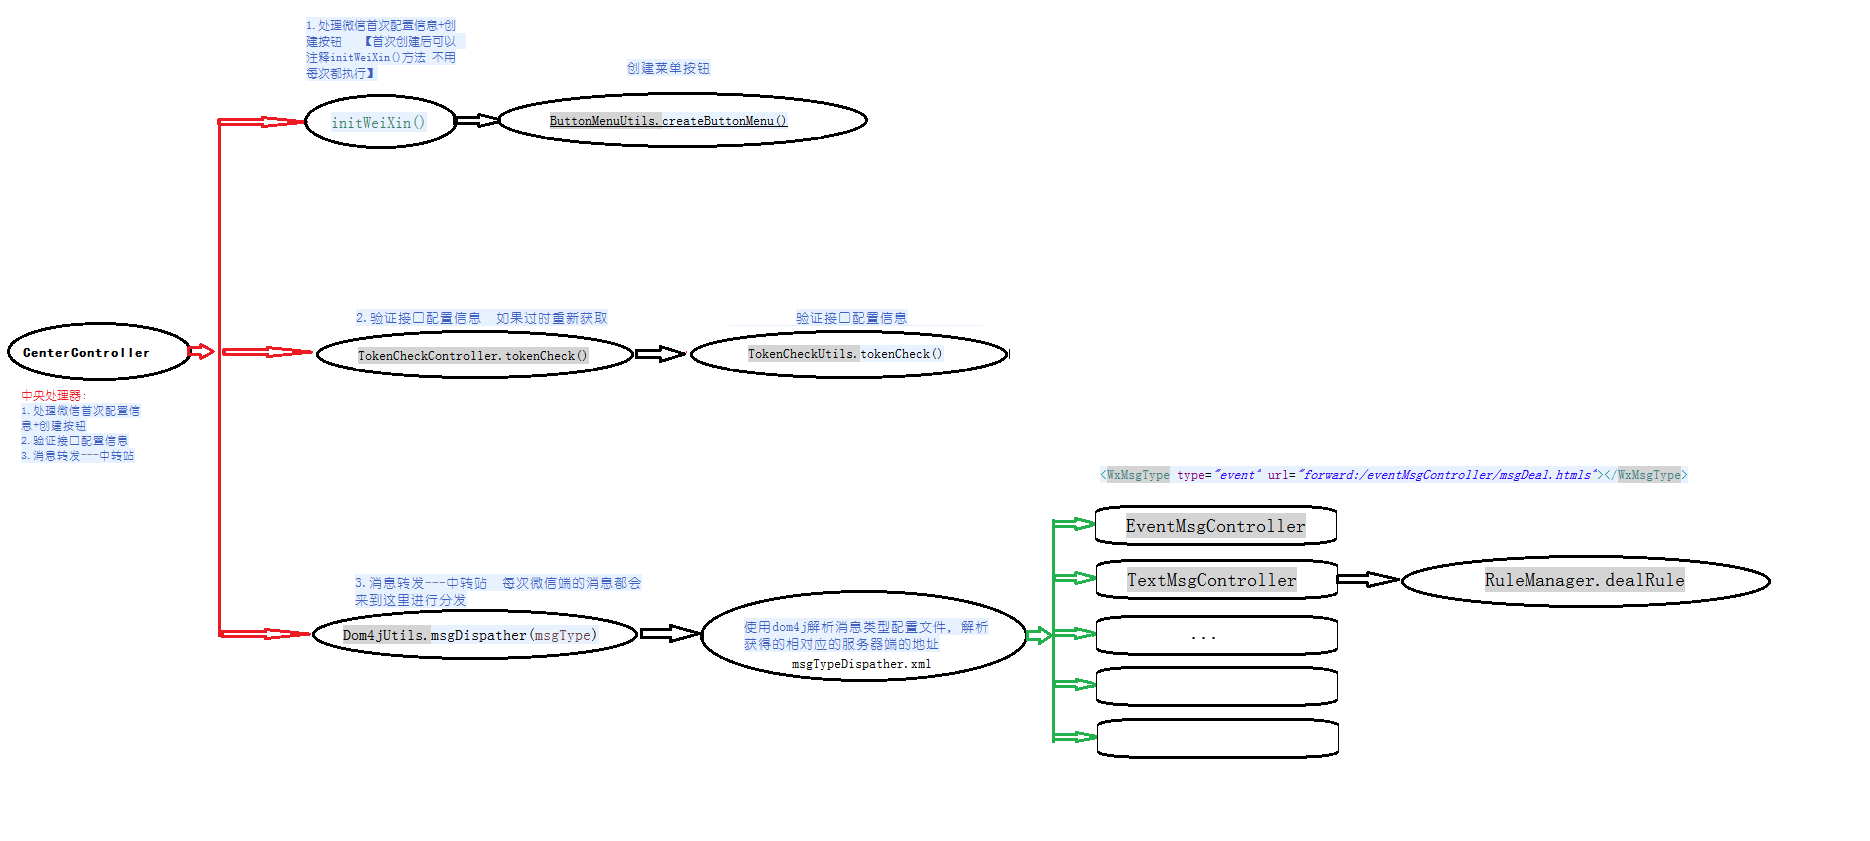 1.处理微信首次配置信息+创
建按钮 【首次创建后可以
注释initWeiXin()方法 不用
每次都执行】
创建菜单按钮
initWeiXin()
ButtonMenuUtils.createButtonMenu()
2.验证接口配置信息 如果过时重新获取
验证接口配置信息
CenterController
TokenCheckController.tokenCheck()
TokenCheckUtils.tokenCheck()
中央处理器:
1.处理微信首次配置信
息+创建按钮
2.验证接口配置信息
3.消息转发---中转站
<WxMsgType type="event" url="forward:/eventMsgController/msgDeal.htmls"></WxMsgType>
EventMsgController
TextMsgController
RuleManager.dealRule
3.消息转发---中转站 每次微信端的消息都会
来到这里进行分发
Dom4jUtils.msgDispather(msgType)
使用dom4j解析消息类型配置文件, 解析
获得的相对应的服务器端的地址
msgTypeDispather.xml
...